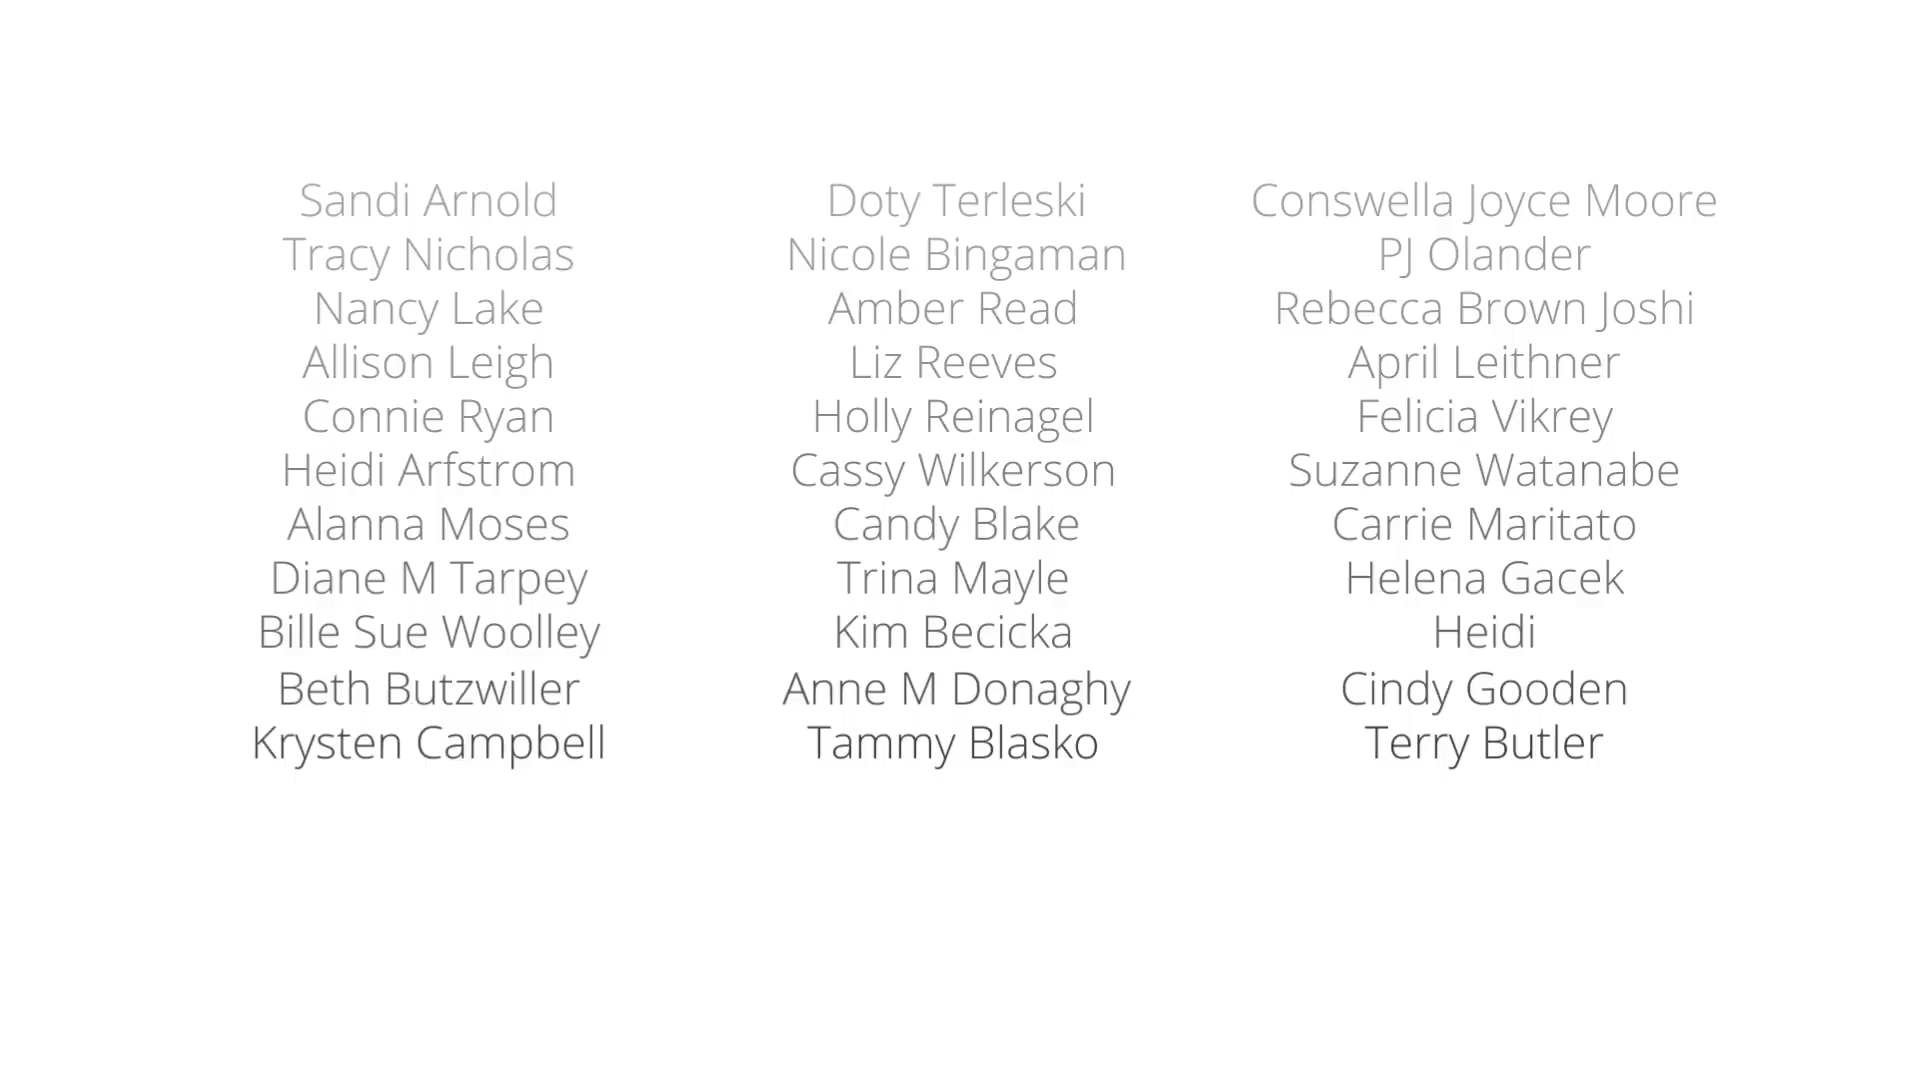 Sandi Arnold
Tracy Nicholas
Nancy Lake
Allison Leigh
Connie Ryan
Heidi Arfstrom
Alanna Moses
Diane M Tarpey
Bille Sue Woolley
Beth Butzwiller
Krysten Campbell
Doty Terleski
Nicole Bingaman
Amber Read
Liz Reeves
Holly Reinagel
Cassy Wilkerson
Candy Blake
Trina Mayle
Kim Becicka
Anne M Donaghy
Tammy Blasko
Conswella Joyce Moore
PJ Olander
Rebecca Brown Joshi
April Leithner
Felicia Vikrey
Suzanne Watanabe
Carrie Maritato
Helena Gacek
Heidi
Cindy Gooden
Terry Butler